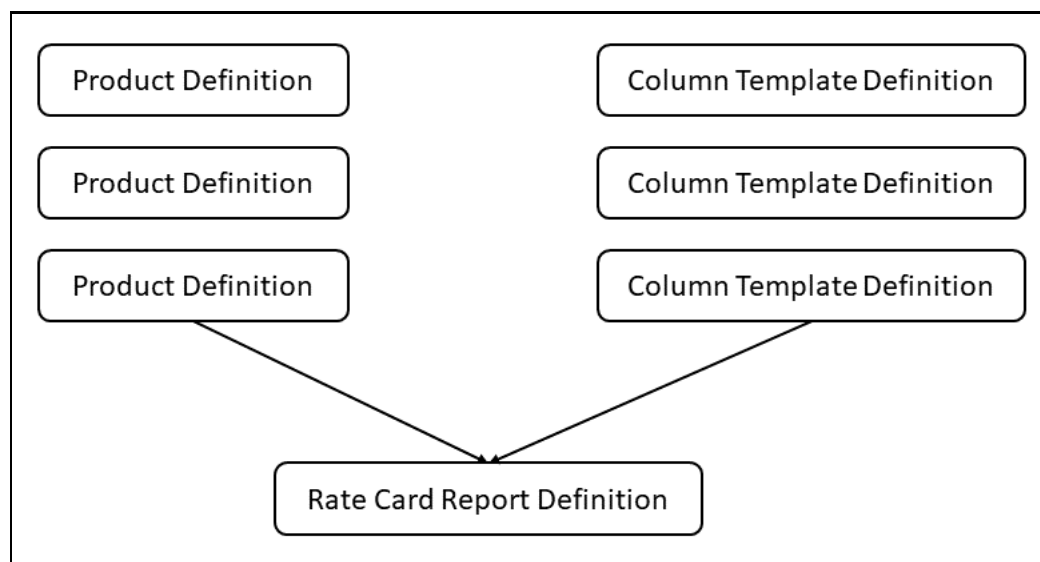 Product Definition
Column Template Definition
Product Definition
Column Template Definition
Product Definition
Column Template Definition
Rate Card Report Definition